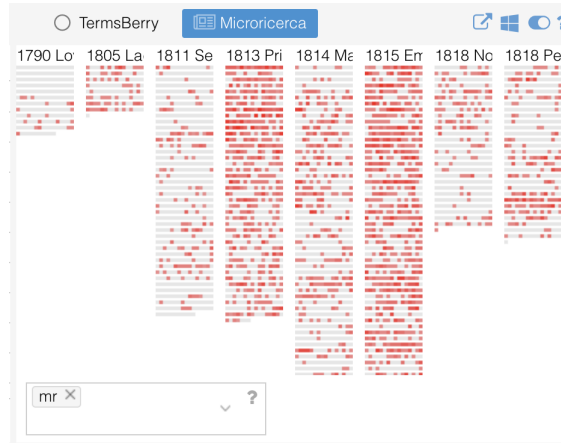 TermsBerry Microricerca ?
1790 Lo 1805 La 1811 Se 1813 Pri 1814 Ma 1815 Em 1818 No 1818 Pe
mr × ?